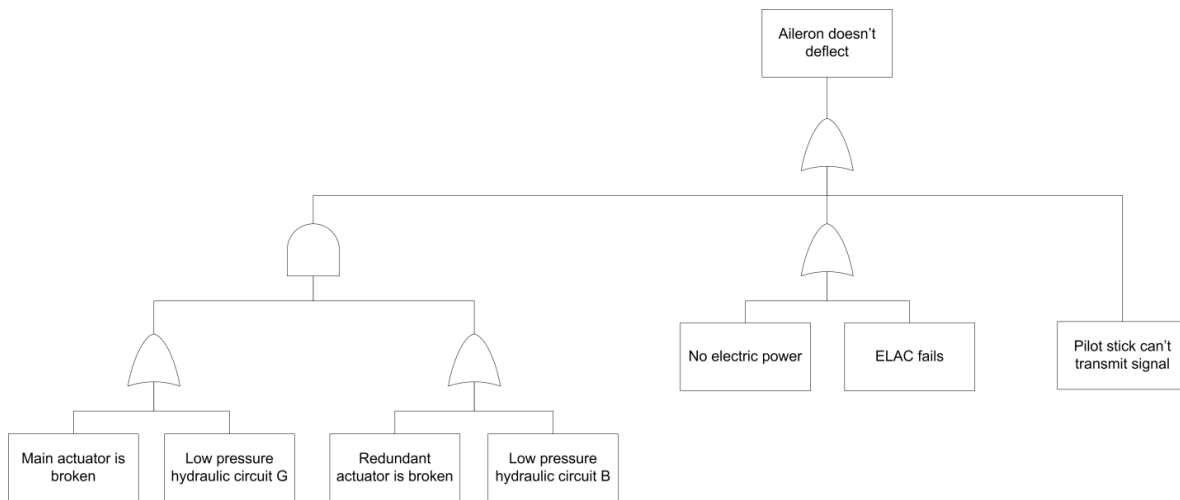 Aileron doesn't
deflect
No electric power
ELAC fails
Pilot stick can't
transmit signal
Main actuator is
broken
Low pressure
hydraulic circuit G
Redundant
actuator is broken
Low pressure
hydraulic circuit B